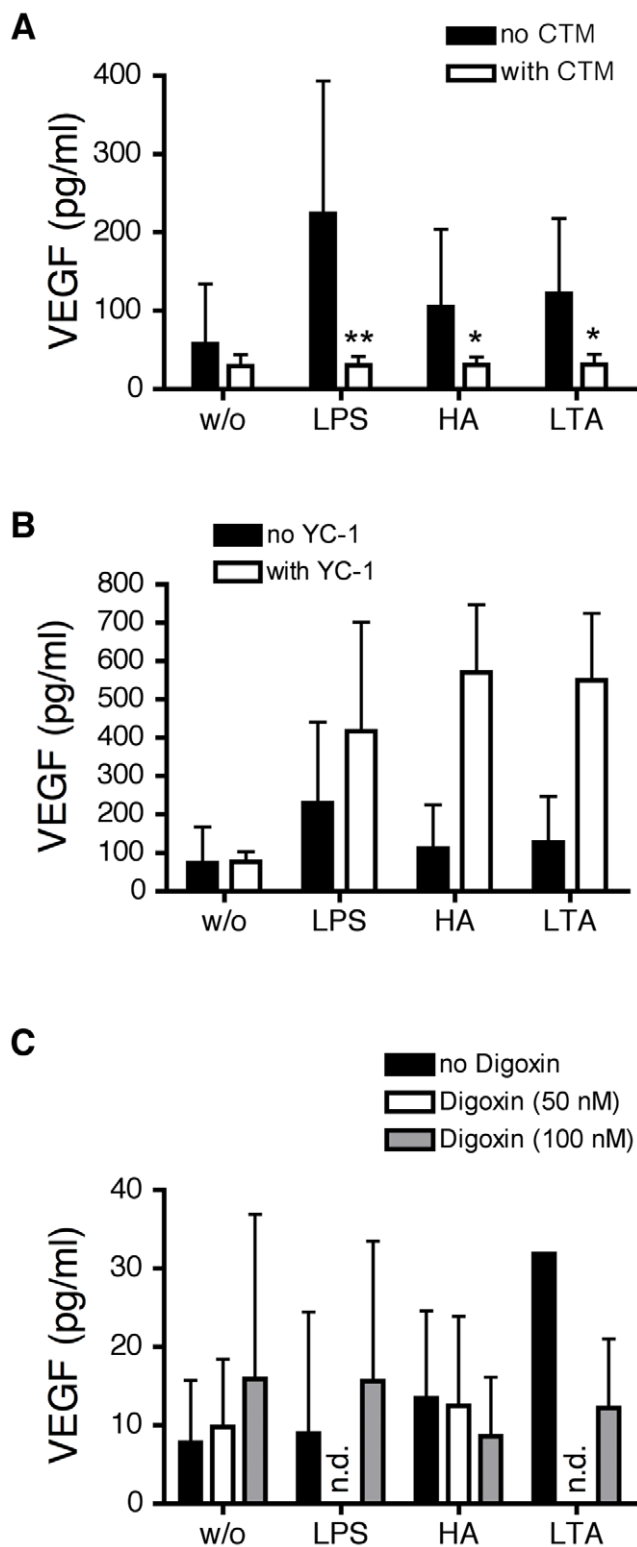 A
no CTM
with CTM
VEGF (pg/ml)
400
300
200
100
0
**
*
*
w/o LPS HA LTA
B
no YC-1
with YC-1
VEGF (pg/ml)
800
700
600
500
400
300
200
100
0
w/o LPS HA LTA
C
no Digoxin
Digoxin (50 nM)
Digoxin (100 nM)
VEGF (pg/ml)
40
30
20
10
0
n.d.
n.d.
w/o LPS HA LTA